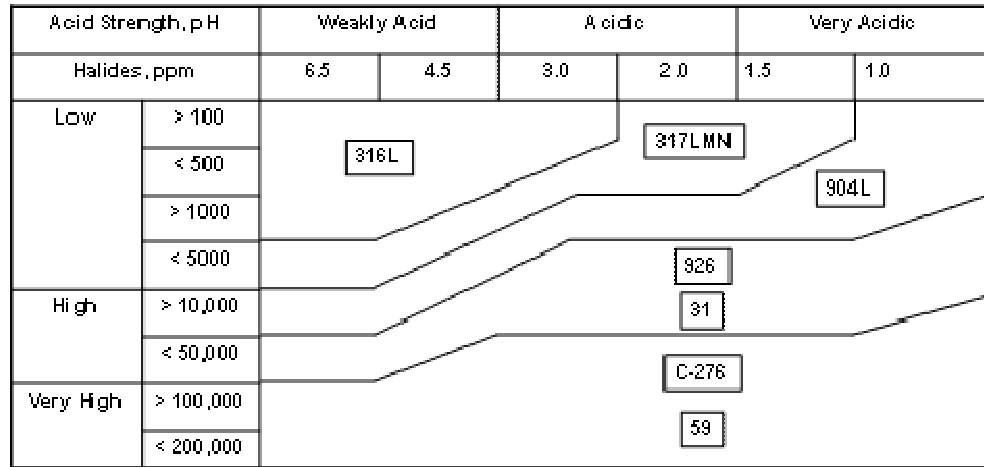 Acid Strength, pH Weakly Acid Acidic Very Acidic
Halides, ppm 6.5 4.5 3.0 2.0 1.5 1.0
Low > 100
316L 317LMN
< 500
904L
> 1000
< 5000
926
High > 10,000
31
< 50,000
C-276
Very High > 100,000
59
< 200,000